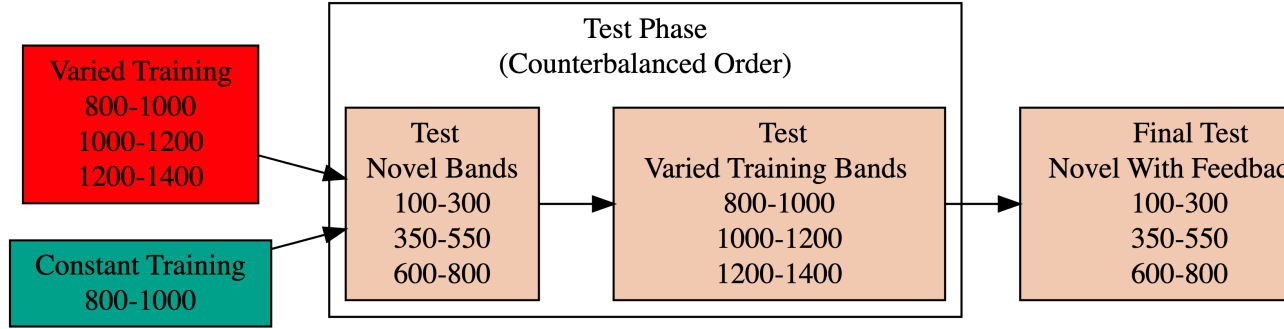 Varied Training
800-1000
1000-1200
1200-1400
Constant Training
800-1000
Test Phase
(Counterbalanced Order)
Test
Novel Bands
100-300
350-550
600-800
Test
Varied Training Bands
800-1000
1000-1200
1200-1400
Final Test
Novel With
100-300
350-550
600-800